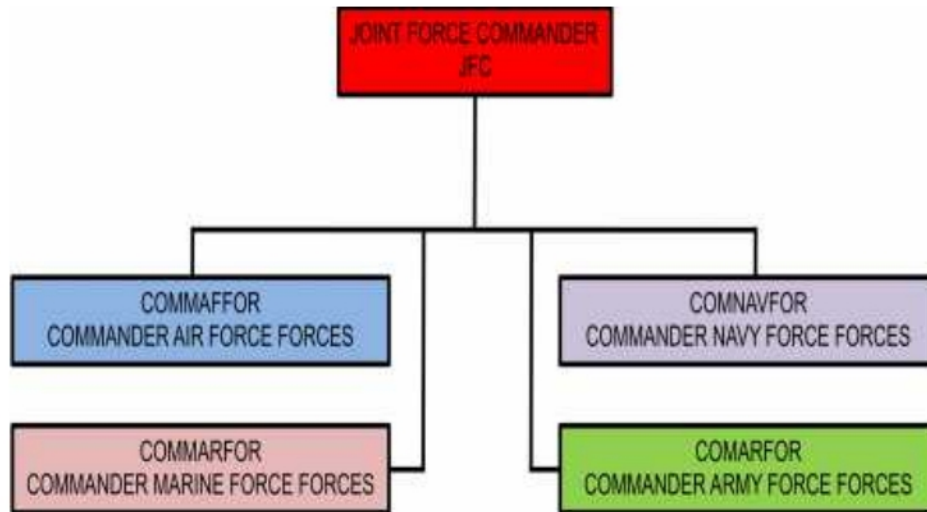 JOINT FORCE COMMANDER
JFC
COMMAFFOR
COMMANDER AIR FORCE FORCES
COMNAVFOR
COMMANDER NAVY FORCE FORCES
COMMARFOR
COMMANDER MARINE FORCE FORCES
COMARFOR
COMMANDER ARMY FORCE FORCES